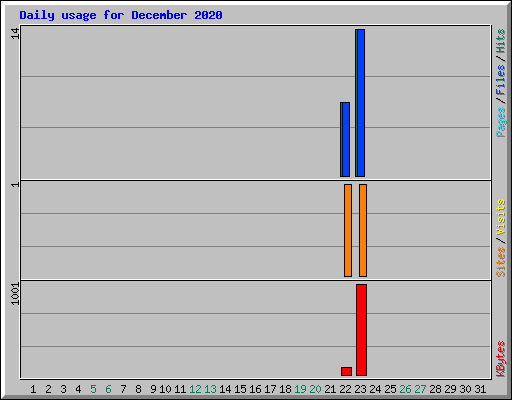 Daily usage for December 2020
14
Pages / Files / Hits
1
Sites / Visits
1001
KBytes
1 2 3 4 5 6 7 8 9 10 11 12 13 14 15 16 17 18 19 20 21 22 23 24 25 26 27 28 29 30 31